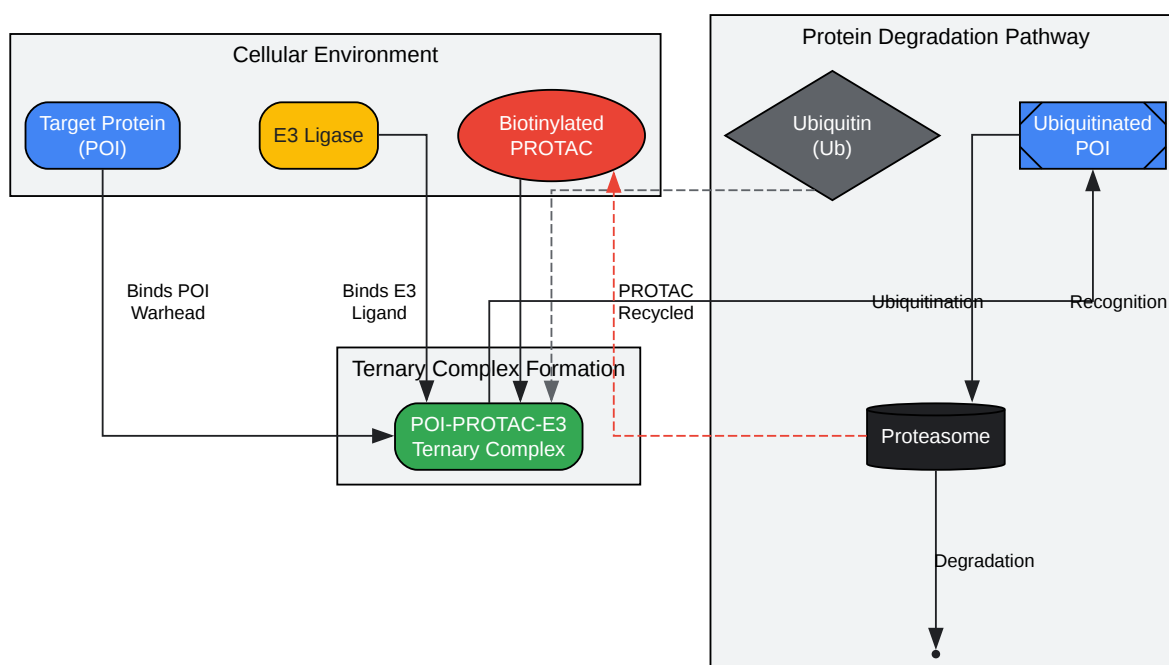 Protein Degradation Pathway
Cellular Environment
Target Protein
(POI)
E3 Ligase
Biotinylated
PROTAC
Ubiquitin
(Ub)
Ubiquitinated
POI
Binds POI
Warhead
Binds E3
Ligand
PROTAC
Recycled
Ubiquitination
Recognition
Ternary Complex Formation
POI-PROTAC-E3
Ternary Complex
Proteasome
Degradation